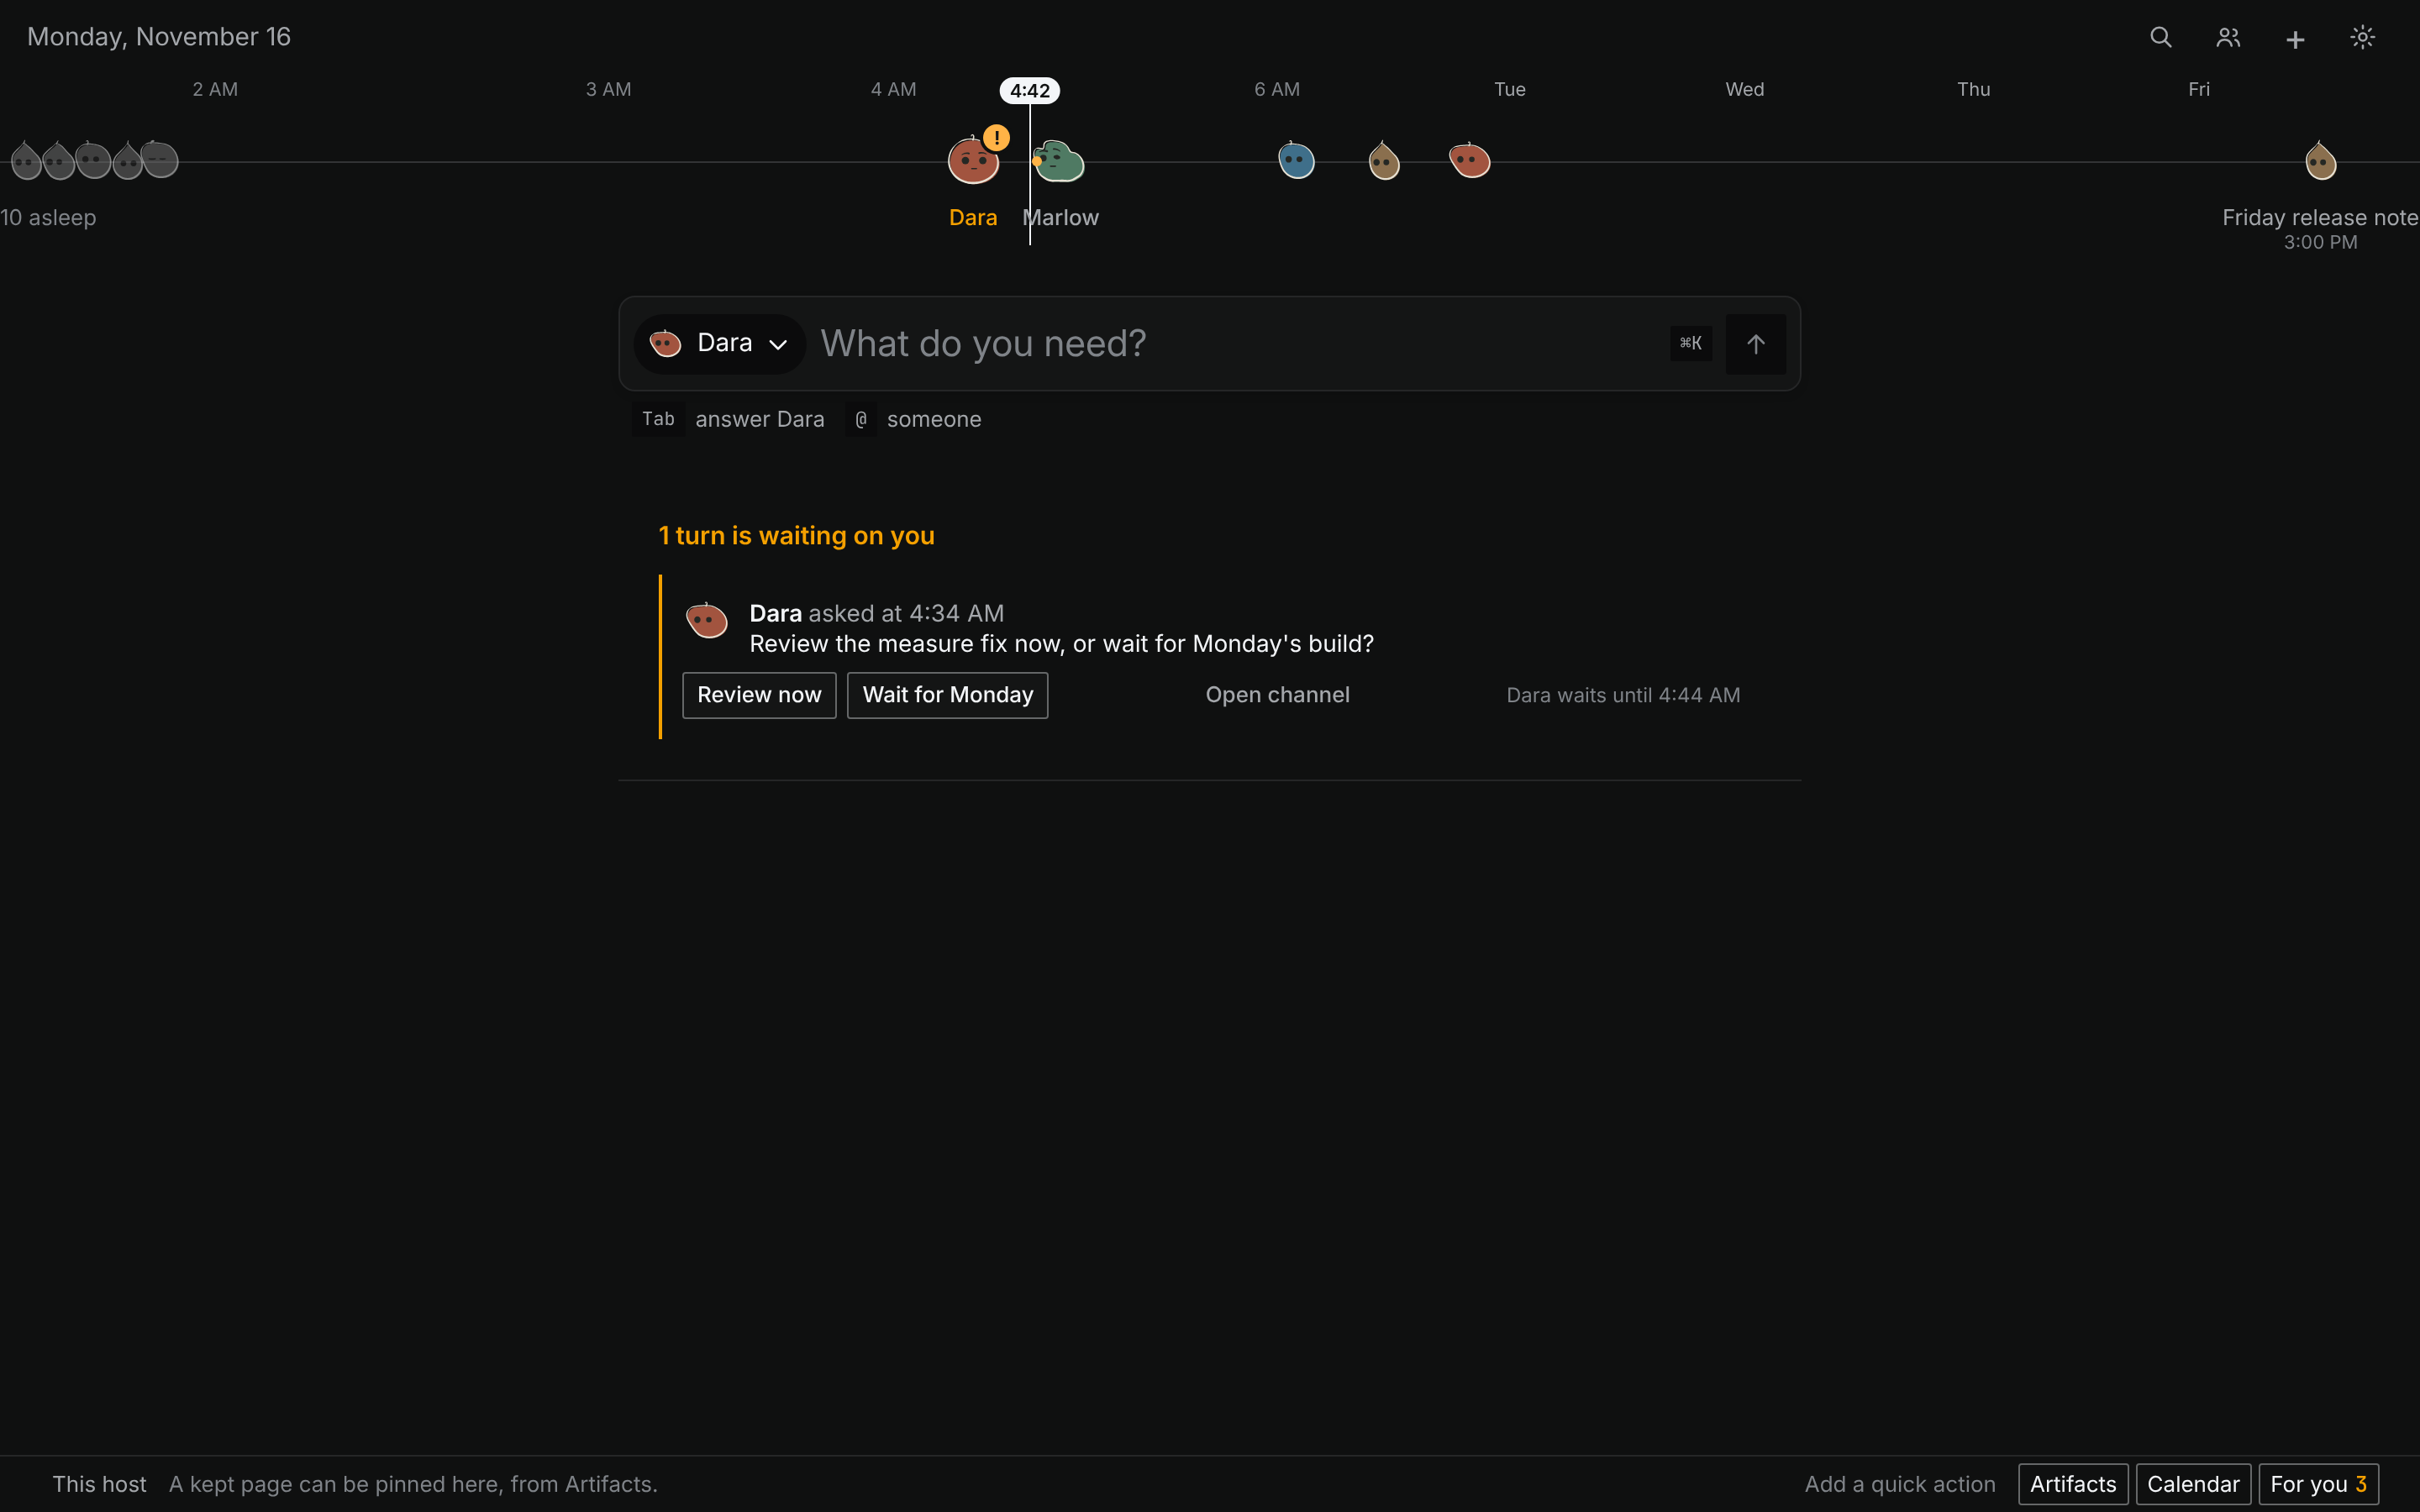 Monday, November 16
2 AM 3 AM 4 AM 4:42 6 AM Tue Wed Thu Fri
!
10 asleep Dara Marlow Friday release note
3:00 PM
Dara What do you need? ⌘K
Tab answer Dara @ someone
1 turn is waiting on you
Dara asked at 4:34 AM
Review the measure fix now, or wait for Monday's build?
Review now Wait for Monday Open channel Dara waits until 4:44 AM
This host A kept page can be pinned here, from Artifacts. Add a quick action Artifacts Calendar For you 3